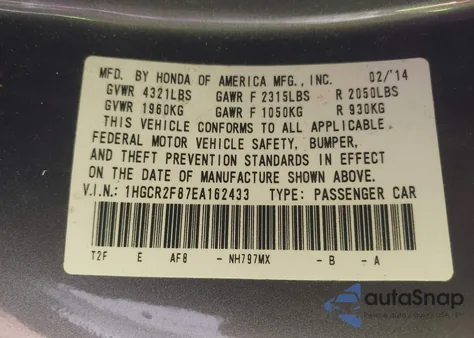 MFD. BY HONDA OF AMERICA MFG., INC. 02/'14
GVWR 4321LBS GAWR F 2315LBS R 2050LBS
GVWR 1960KG GAWR F 1050KG R 930KG
THIS VEHICLE CONFORMS TO ALL APPLICABLE
FEDERAL MOTOR VEHICLE SAFETY, BUMPER,
AND THEFT PREVENTION STANDARDS IN EFFECT
ON THE DATE OF MANUFACTURE SHOWN ABOVE.
V.I.N.: 1HGCR2F87EA162433 TYPE: PASSENGER CAR
T2F E AF8 - NH797MX - B - A
autoSnap